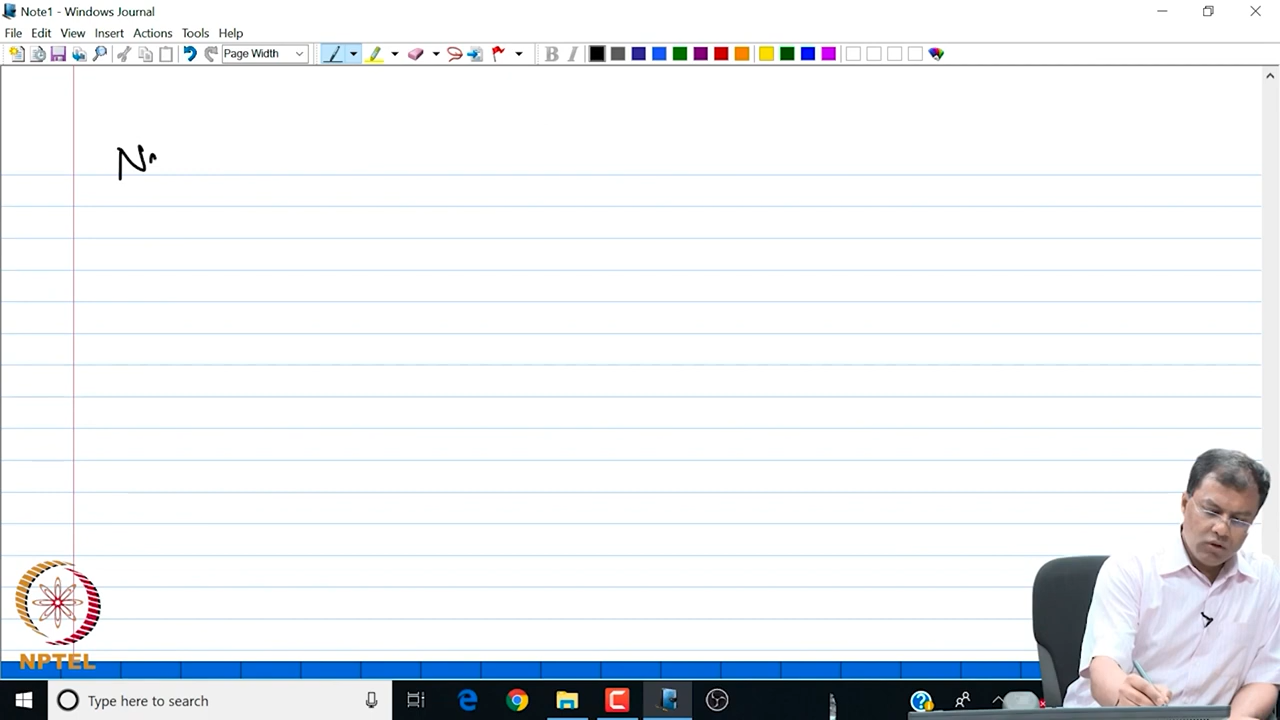 Note1 - Windows Journal
File Edit View Insert Actions Tools Help
Page Width B I
N
NPTEL
Type here to search